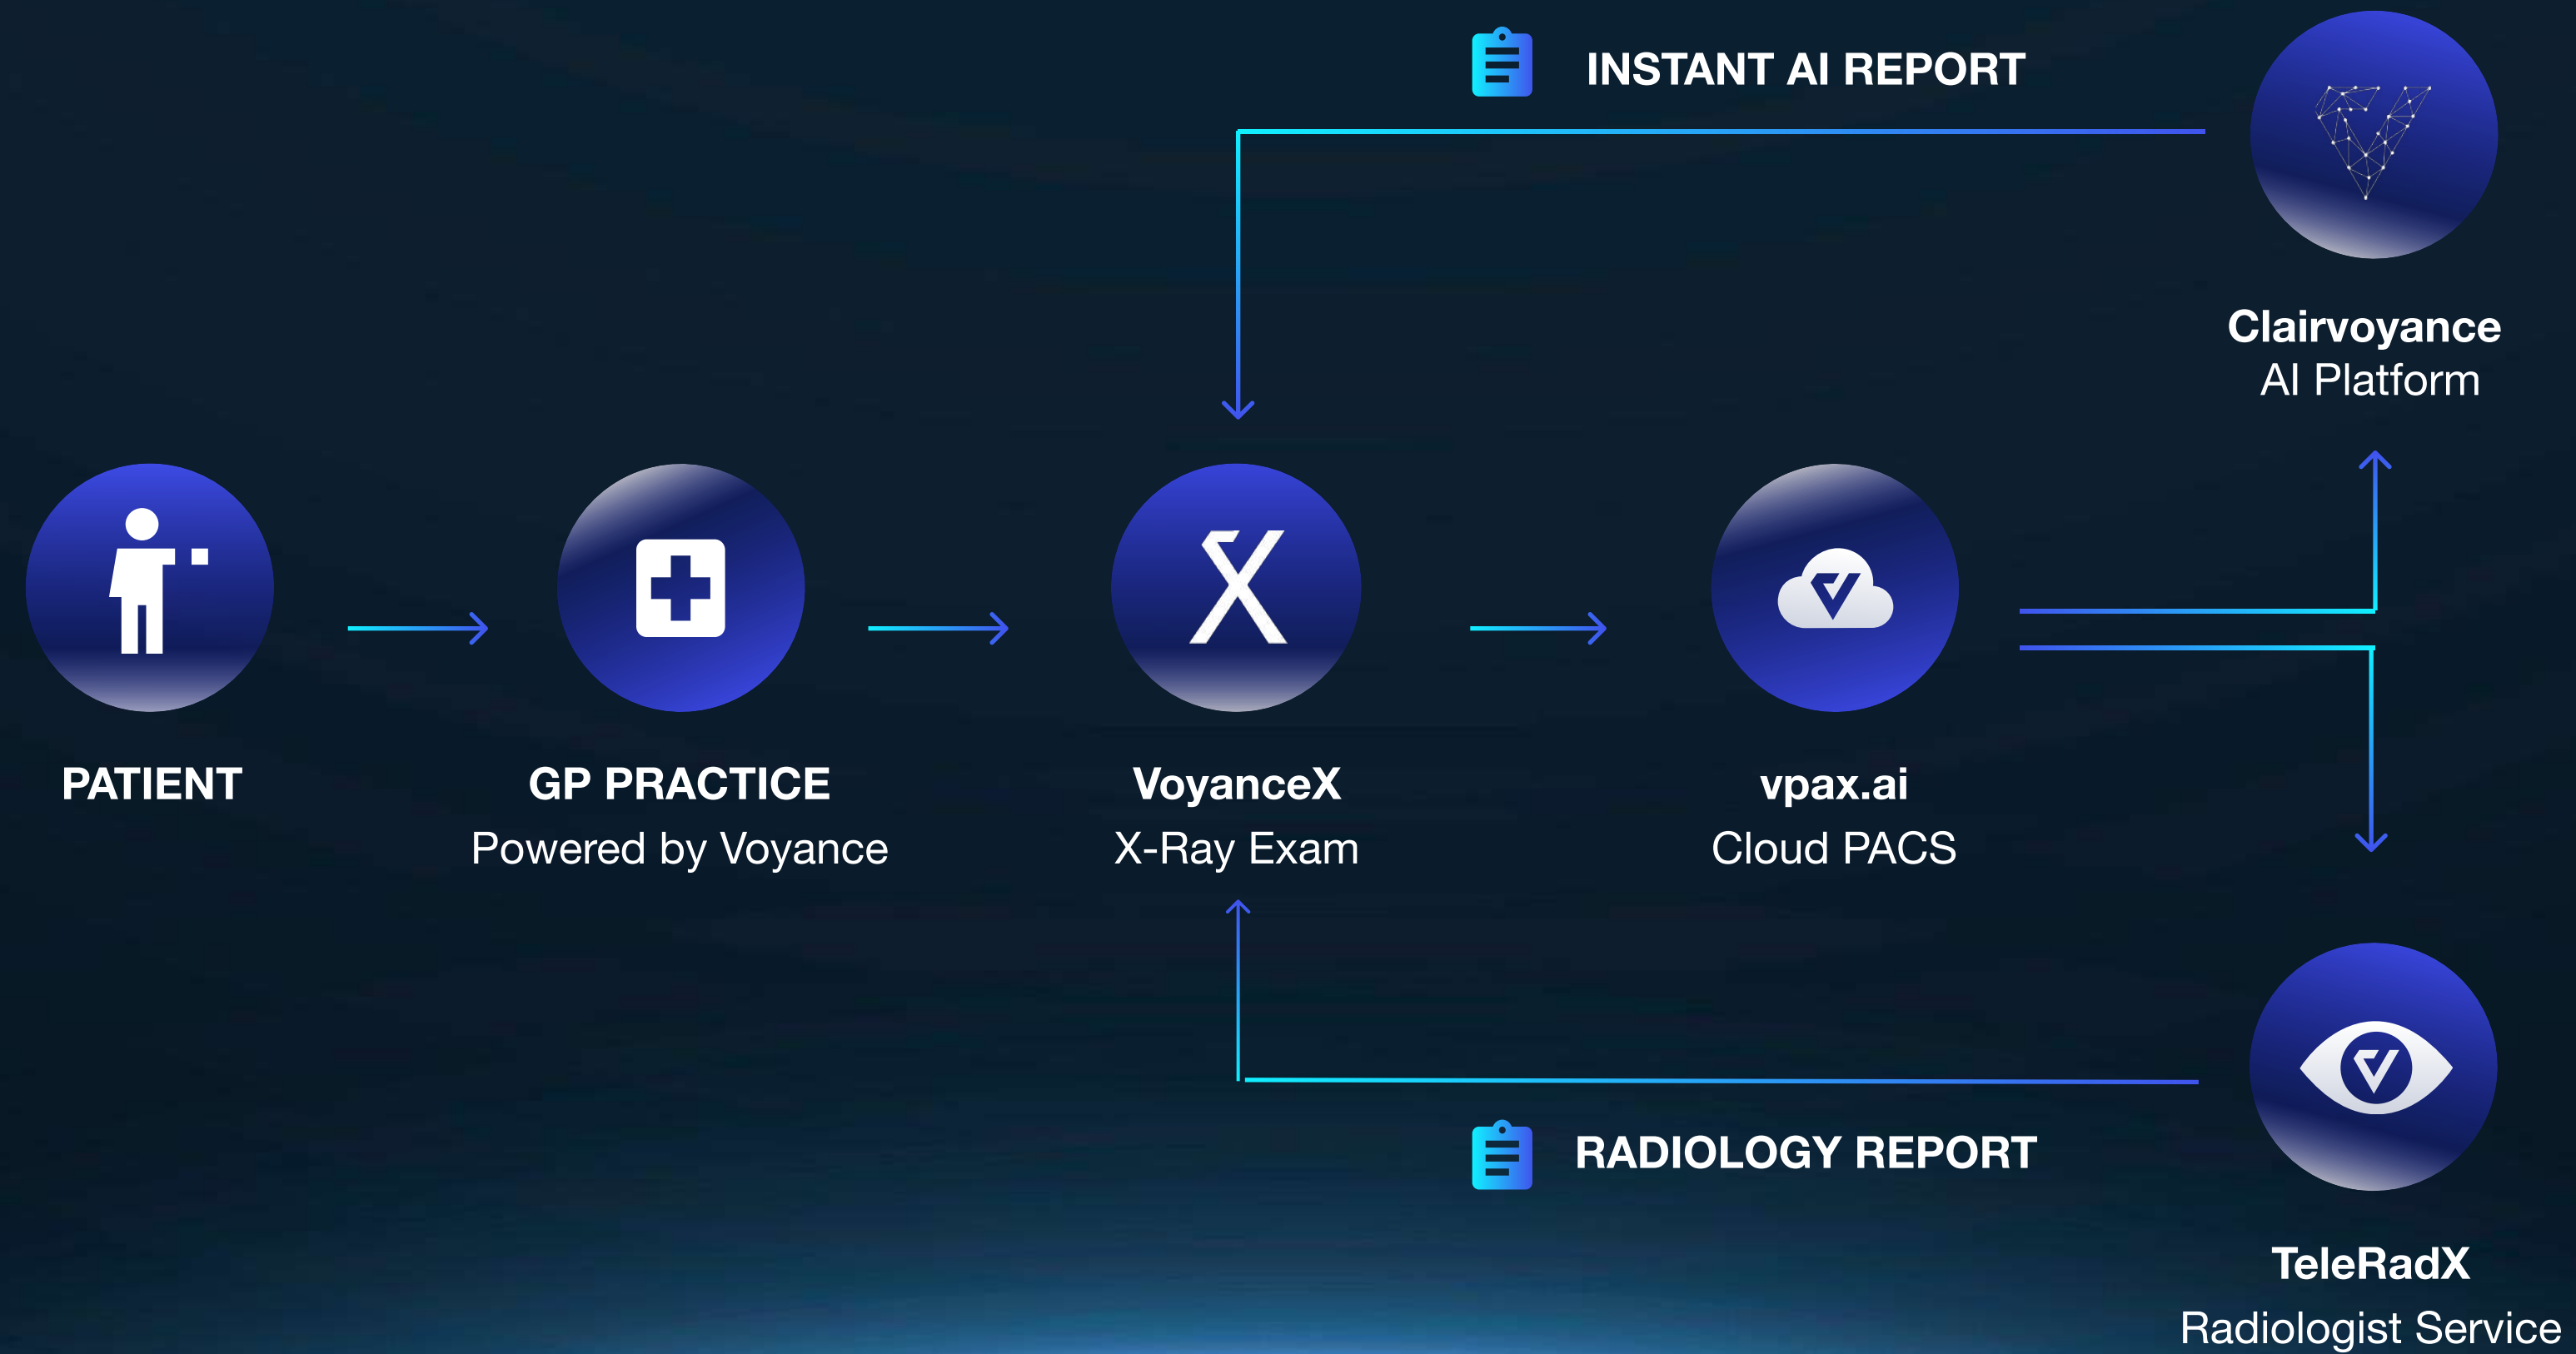 INSTANT AI REPORT
Clairvoyance
AI Platform
PATIENT
GP PRACTICE
Powered by Voyance
VoyanceX
X-Ray Exam
vpax.ai
Cloud PACS
RADIOLOGY REPORT
TeleRadX
Radiologist Service